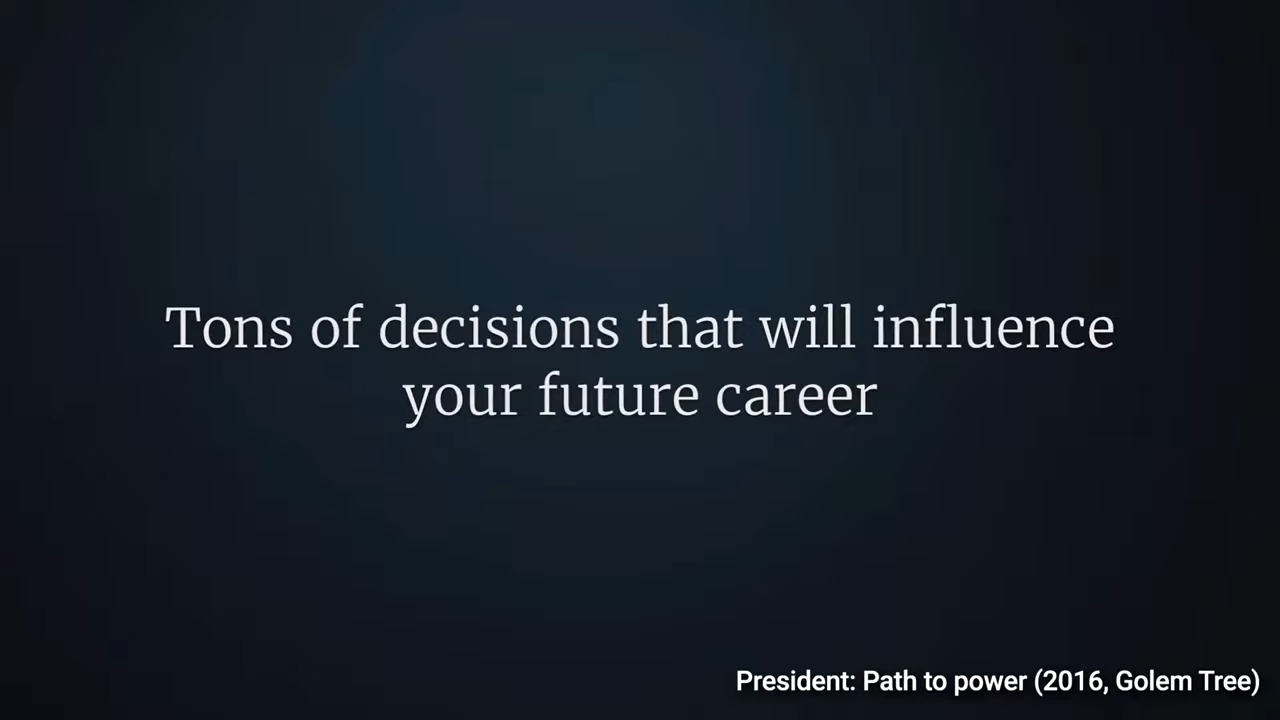 Tons of decisions that will influence
your future career
President: Path to power (2016, Golem Tree)